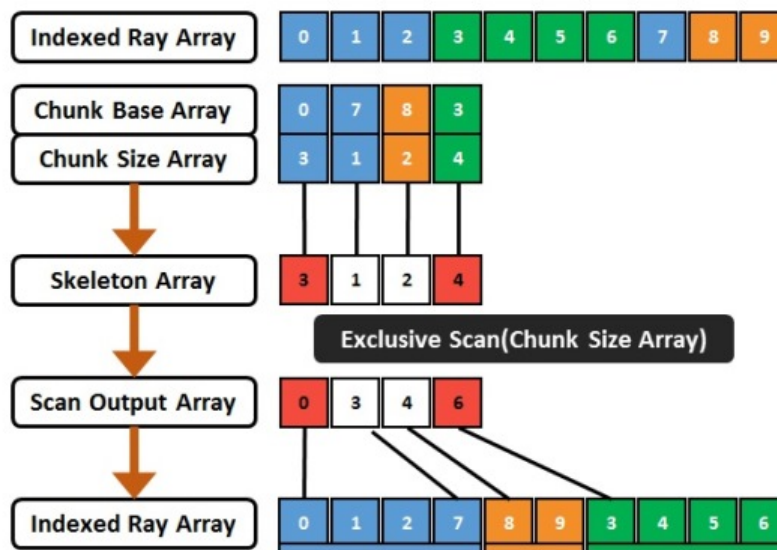 Indexed Ray Array 0 1 2 3 4 5 6 7 8 9
Chunk Base Array 0 7 8 3
Chunk Size Array 3 1 2 4
Skeleton Array 3 1 2 4
Exclusive Scan(Chunk Size Array)
Scan Output Array 0 3 4 6
Indexed Ray Array 0 1 2 7 8 9 3 4 5 6